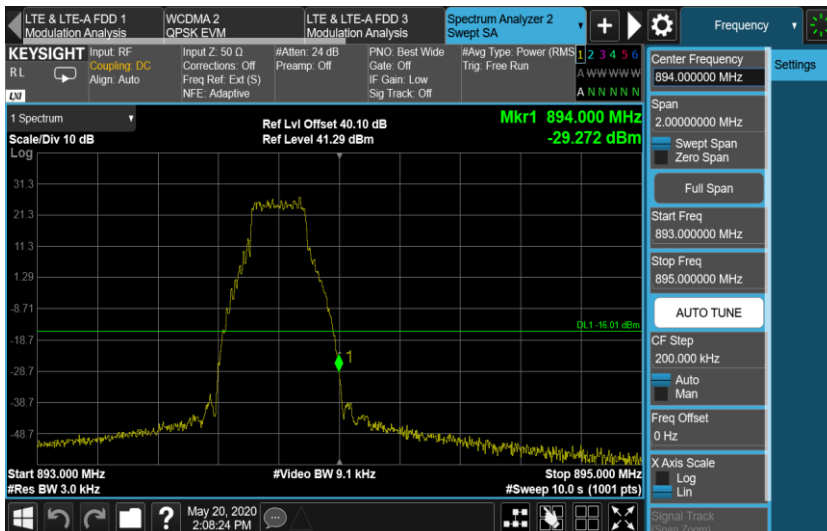 LTE & LTE-A FDD 1
Modulation Analysis
WCDMA 2
QPSK EVM
LTE & LTE-A FDD 3
Modulation Analysis
Spectrum Analyzer 2
Swept SA
+
Frequency
KEYSIGHT
R L
LXI
Input: RF
Coupling: DC
Align: Auto
Input Z: 50 Ω
Corrections: Off
Freq Ref: Ext (S)
NFE: Adaptive
#Atten: 24 dB
Preamp: Off
PNO: Best Wide
Gate: Off
IF Gain: Low
Sig Track: Off
#Avg Type: Power (RMS
Trig: Free Run
1 2 3 4 5 6
A W W W W W
A N N N N N
1 Spectrum
Scale/Div 10 dB
Ref Lvl Offset 40.10 dB
Ref Level 41.29 dBm
Mkr1 894.000 MHz
-29.272 dBm
Log
31.3
21.3
11.3
1.29
-8.71
-18.7
-28.7
-38.7
-48.7
DL1 -16.01 dBm
1
Start 893.000 MHz
#Res BW 3.0 kHz
#Video BW 9.1 kHz
Stop 895.000 MHz
#Sweep 10.0 s (1001 pts)
Center Frequency
894.000000 MHz
Settings
Span
2.00000000 MHz
Swept Span
Zero Span
Full Span
Start Freq
893.000000 MHz
Stop Freq
895.000000 MHz
AUTO TUNE
CF Step
200.000 kHz
Auto
Man
Freq Offset
0 Hz
X Axis Scale
Log
Lin
Signal Track
(Span Zoom)
?
May 20, 2020
2:08:24 PM